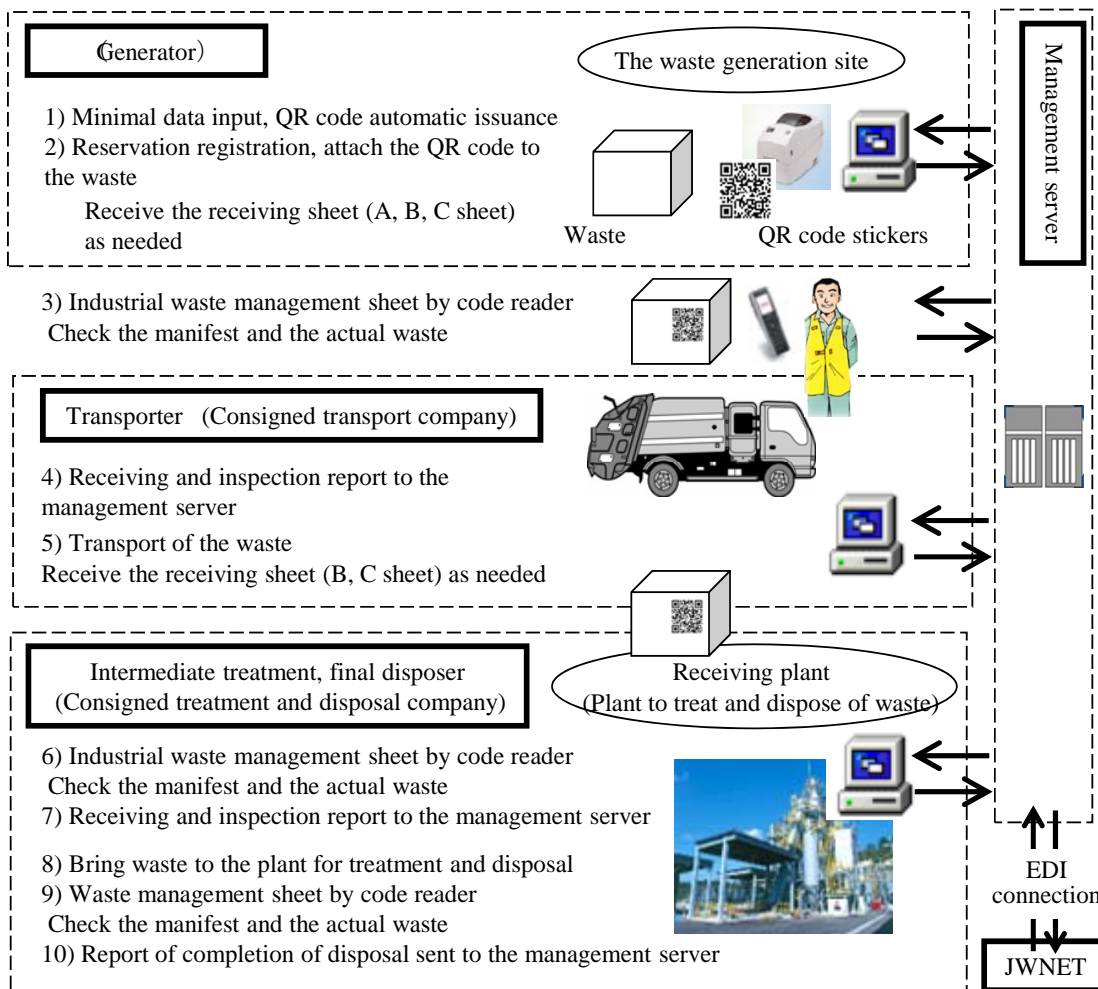 (Generator)
The waste generation site
1) Minimal data input, QR code automatic issuance
2) Reservation registration, attach the QR code to
the waste
Receive the receiving sheet (A, B, C sheet)
as needed
Waste
QR code stickers
Management server
3) Industrial waste management sheet by code reader
Check the manifest and the actual waste
Transporter (Consigned transport company)
4) Receiving and inspection report to the
management server
5) Transport of the waste
Receive the receiving sheet (B, C sheet) as needed
Intermediate treatment, final disposer
(Consigned treatment and disposal company)
Receiving plant
(Plant to treat and dispose of waste)
6) Industrial waste management sheet by code reader
Check the manifest and the actual waste
7) Receiving and inspection report to the management server
8) Bring waste to the plant for treatment and disposal
9) Waste management sheet by code reader
Check the manifest and the actual waste
10) Report of completion of disposal sent to the management server
EDI
connection
JWNET